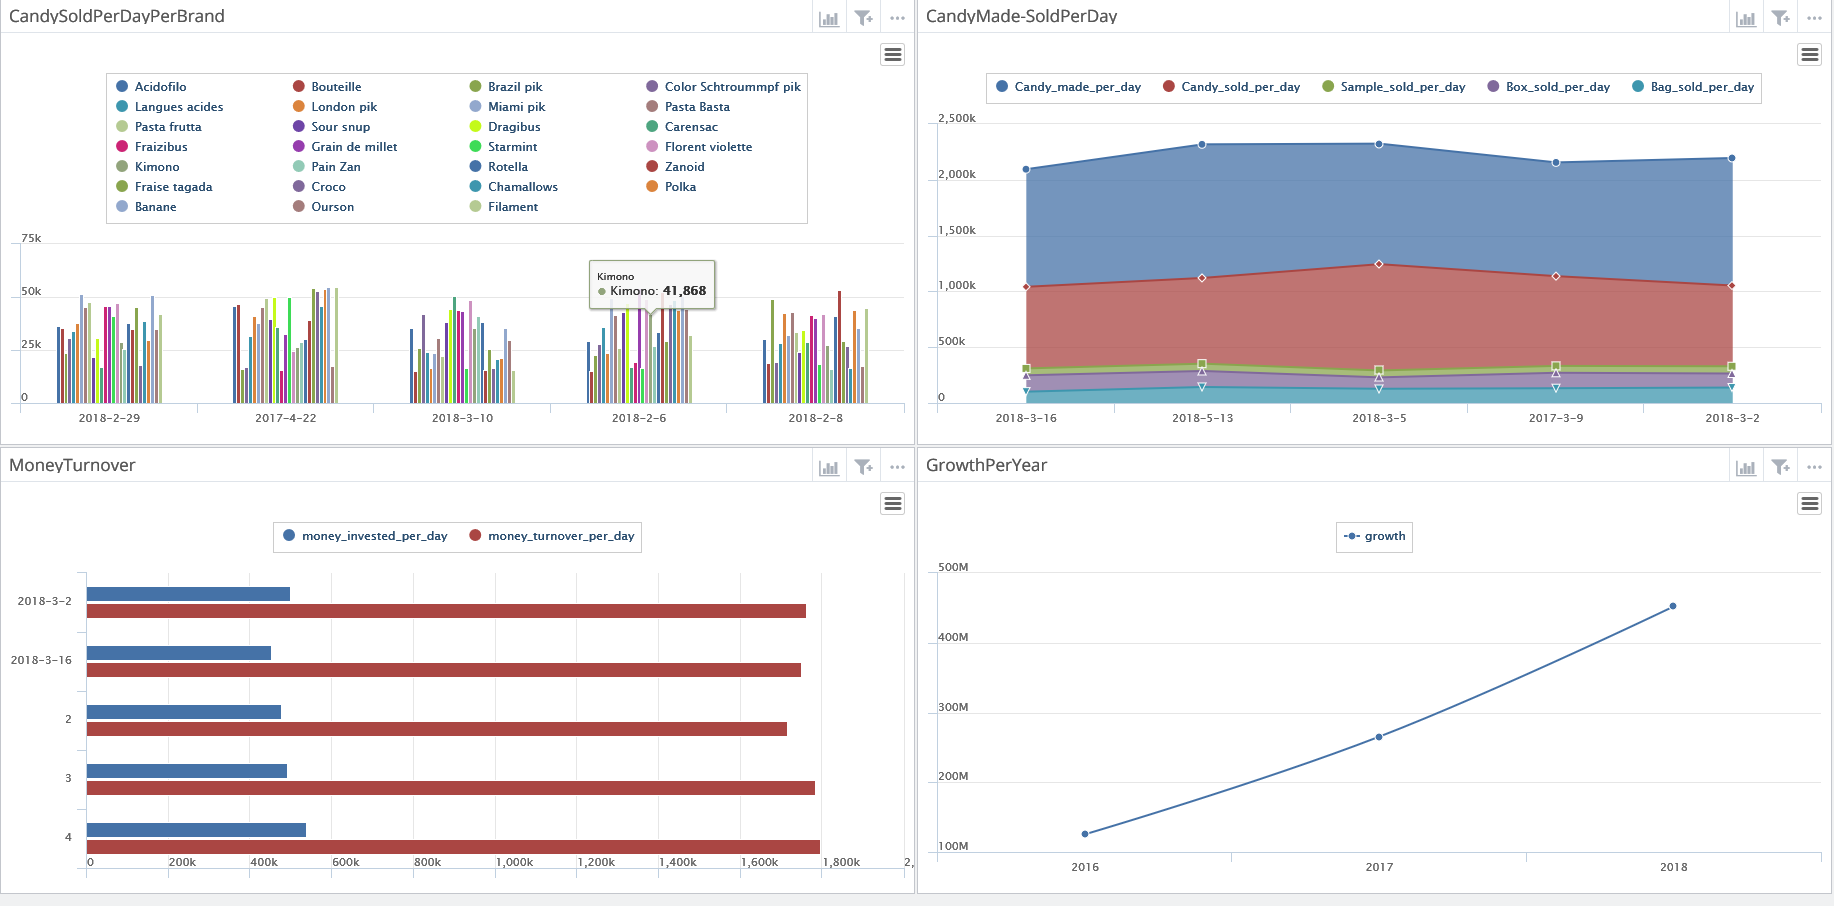 CandySoldPerDayPerBrand
Acidofilo Bouteille Brazil pik Color Schtroummpf pik
Langues acides London pik Miami pik Pasta Basta
Pasta frutta Sour snup Dragibus Carensac
Fraizibus Grain de millet Starmint Florent violette
Kimono Pain Zan Rotella Zanoid
Fraise tagada Croco Chamallows Polka
Banane Ourson Filament
75k
50k
25k
0
Kimono
Kimono: 41,868
2018-2-29 2017-4-22 2018-3-10 2018-2-6 2018-2-8
CandyMade-SoldPerDay
Candy_made_per_day Candy_sold_per_day Sample_sold_per_day Box_sold_per_day Bag_sold_per_day
2,500k
2,000k
1,500k
1,000k
500k
0
2018-3-16 2018-5-13 2018-3-5 2017-3-9 2018-3-2
MoneyTurnover
money_invested_per_day money_turnover_per_day
2018-3-2
2018-3-16
2
3
4
0 200k 400k 600k 800k 1,000k 1,200k 1,400k 1,600k 1,800k 2,
GrowthPerYear
growth
500M
400M
300M
200M
100M
2016 2017 2018